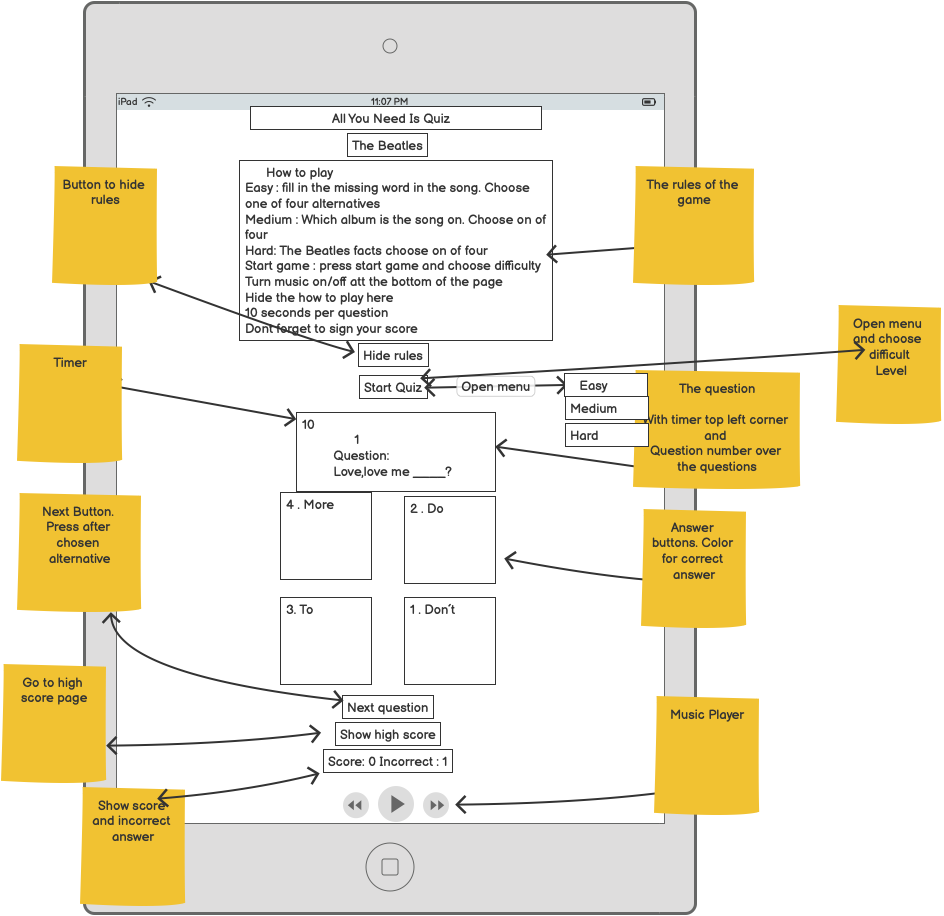 iPad
11:07 PM
All You Need Is Quiz
The Beatles
How to play
Easy : fill in the missing word in the song. Choose
one of four alternatives
Medium : Which album is the song on. Choose on of
four
Hard: The Beatles facts choose on of four
Start game : press start game and choose difficulty
Turn music on/off att the bottom of the page
Hide the how to play here
10 seconds per question
Dont forget to sign your score
Button to hide
rules
The rules of the
game
Hide rules
Open menu
and choose
difficult
Level
Timer
Start Quiz
Open menu
Easy
Medium
Hard
The question
With timer top left corner
and
Question number over
the questions
10
1
Question:
Love,love me _____?
4 . More
2 . Do
3. To
1 . Don´t
Next Button.
Press after
chosen
alternative
Answer
buttons. Color
for correct
answer
Go to high
score page
Next question
Show high score
Score: 0 Incorrect : 1
Music Player
Show score
and incorrect
answer